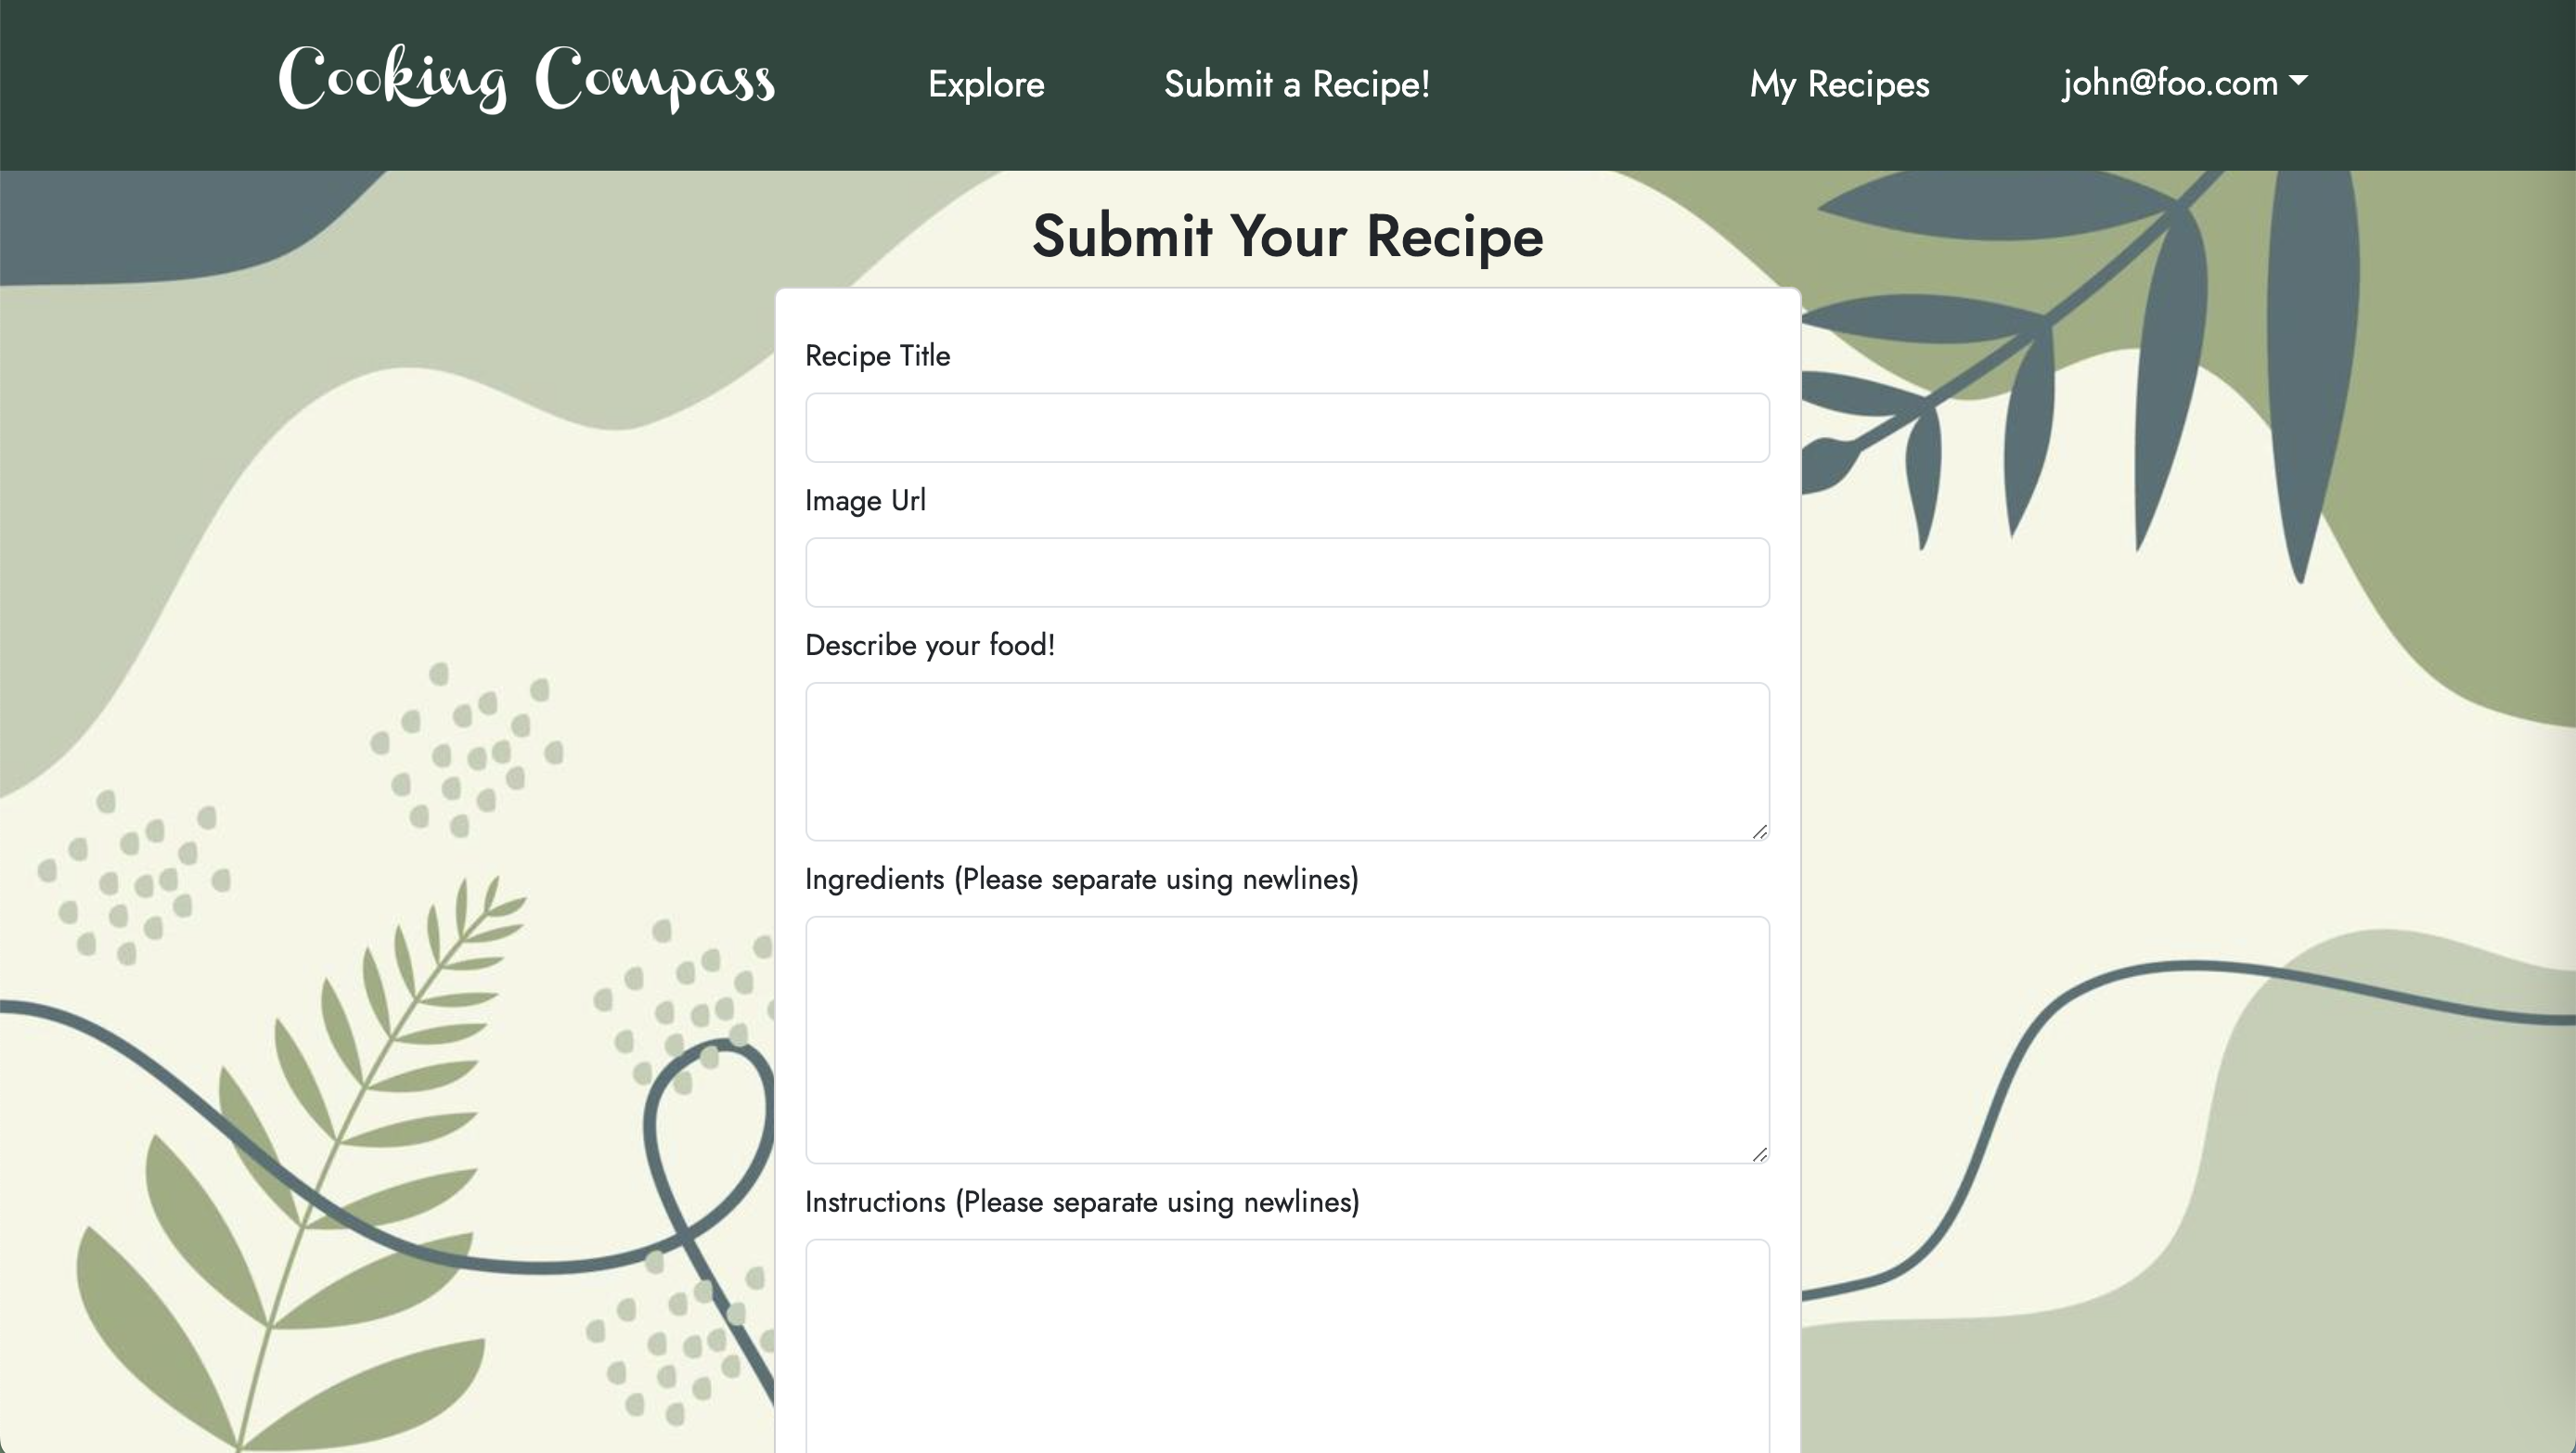 Cooking Compass
Explore
Submit a Recipe!
My Recipes
john@foo.com
Submit Your Recipe
Recipe Title
Image Url
Describe your food!
Ingredients (Please separate using newlines)
Instructions (Please separate using newlines)